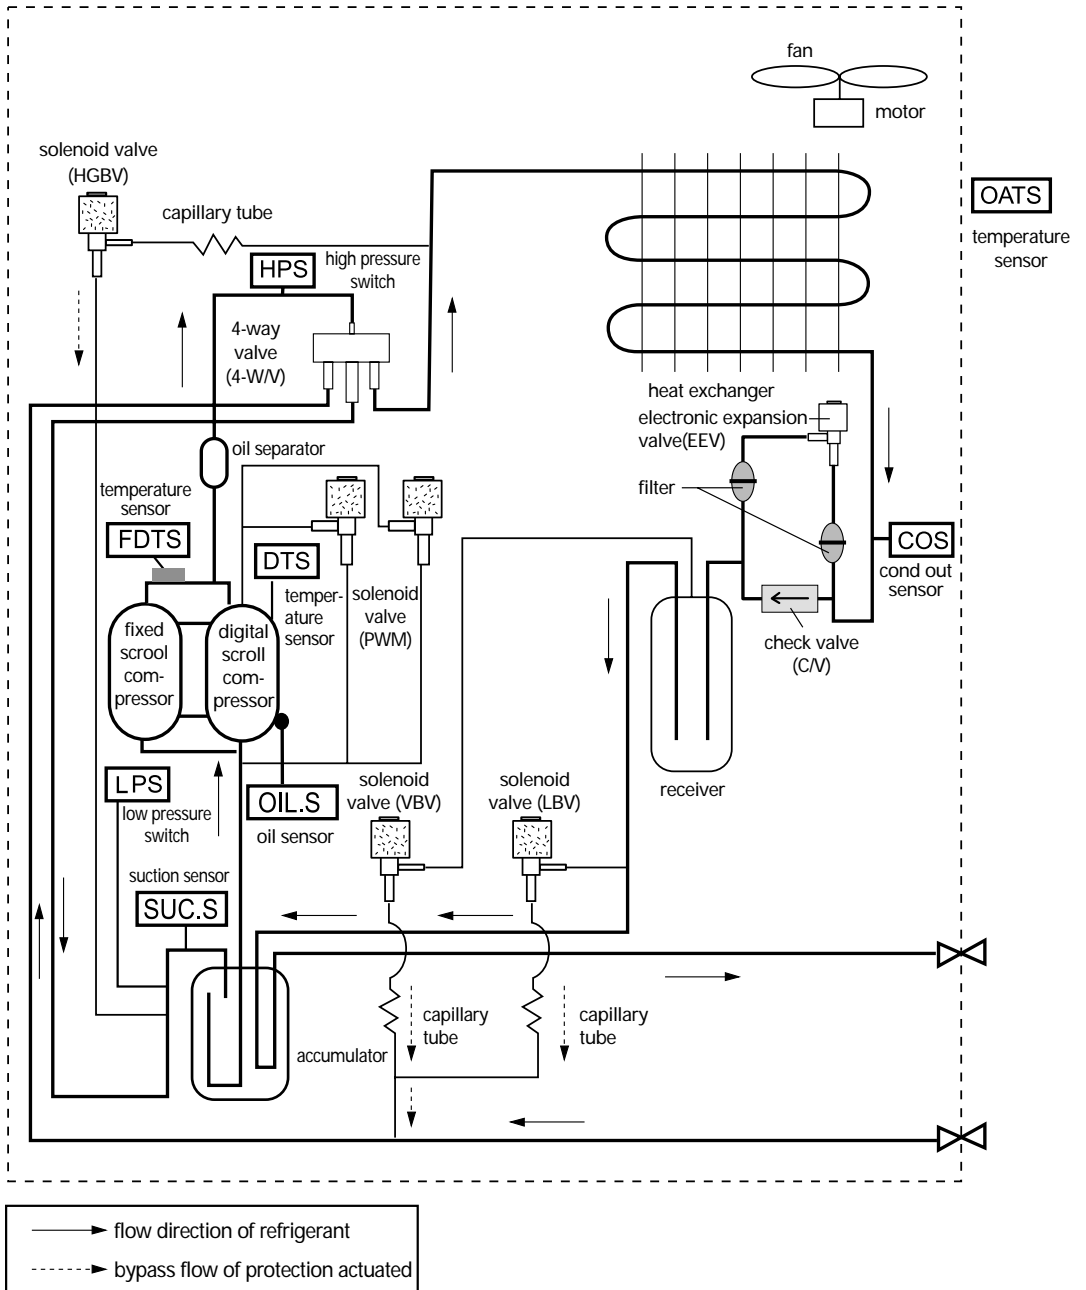 fan
motor
solenoid valve
(HGBV)
capillary tube
OATS
temperature
sensor
HPS
high pressure
switch
4-way
valve
(4-W/V)
heat exchanger
electronic expansion
valve(EEV)
oil separator
filter
temperature
sensor
FDTS
DTS
temper-
ature
sensor
solenoid
valve
(PWM)
COS
cond out
sensor
fixed
scrool
com-
pressor
digital
scroll
com-
pressor
check valve
(C/V)
LPS
low pressure
switch
OIL.S
oil sensor
solenoid
valve (VBV)
solenoid
valve (LBV)
receiver
suction sensor
SUC.S
capillary
tube
capillary
tube
accumulator
flow direction of refrigerant
bypass flow of protection actuated